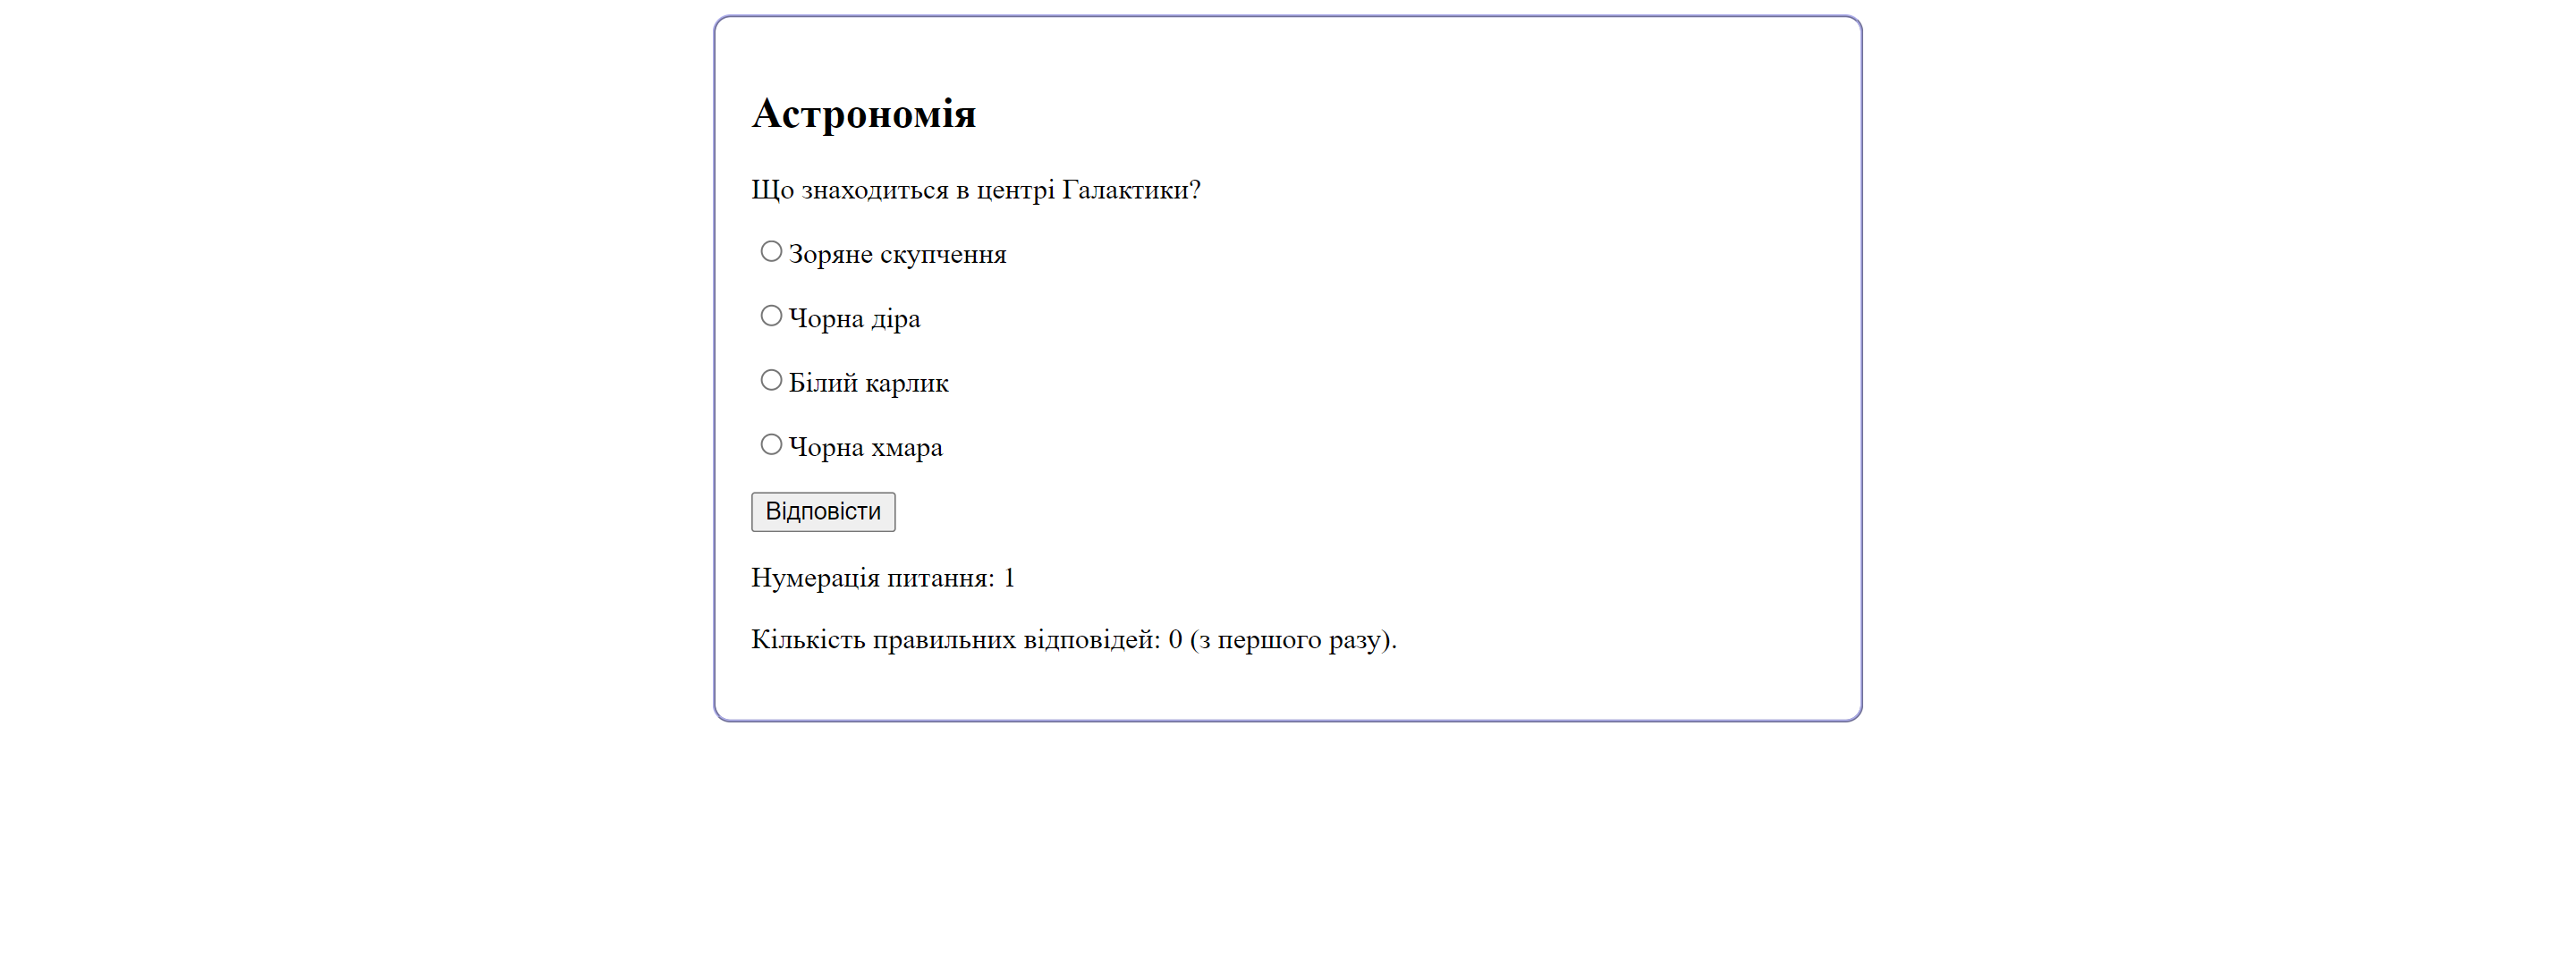 Астрономія
Що знаходиться в центрі Галактики?
Зоряне скупчення
Чорна діра
Білий карлик
Чорна хмара
Відповісти
Нумерація питання: 1
Кількість правильних відповідей: 0 (з першого разу).